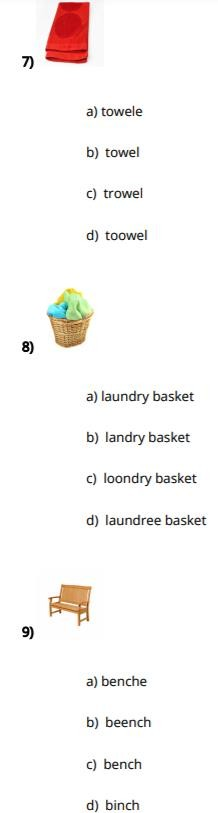 7)
a) towele
b) towel
c) trowel
d) toowel
8)
a) laundry basket
b) landry basket
c) loondry basket
d) laundree basket
9)
a) benche
b) beench
c) bench
d) binch